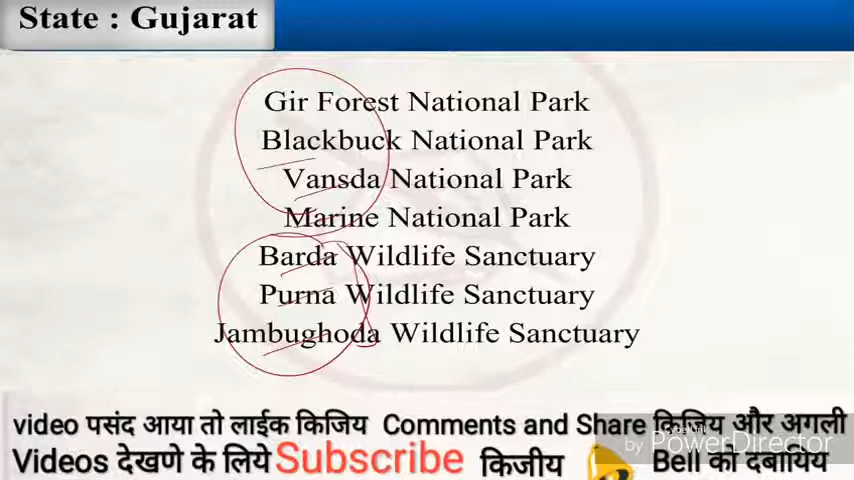 State : Gujarat
Gir Forest National Park
Blackbuck National Park
Vansda National Park
Marine National Park
Barda Wildlife Sanctuary
Purna Wildlife Sanctuary
Jambughoda Wildlife Sanctuary
video पसंद आया तो लाईक किजिय Comments and Share किजिय और अगली
Videos देखणे के लिये Subscribe किजीय Bell को दबायिय
by PowerDirector